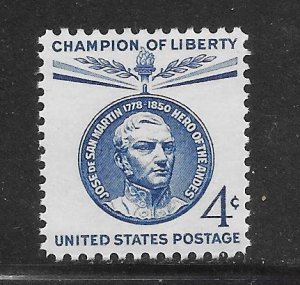 CHAMPION OF LIBERTY
JOSE DE SAN MARTIN 1778-1850 HERO OF THE ANDES
4¢
UNITED STATES POSTAGE